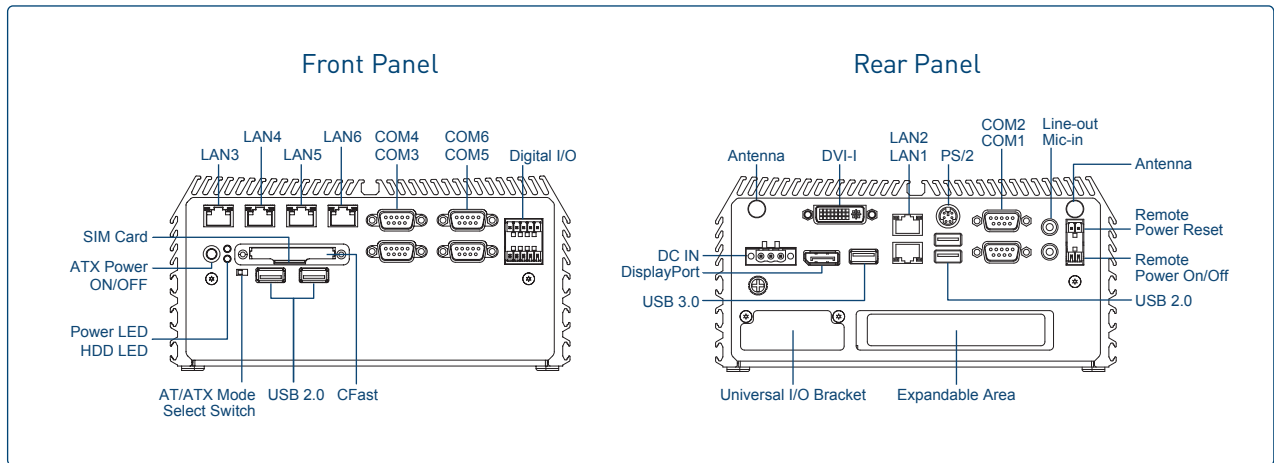 Front Panel
LAN3
LAN4
LAN5
LAN6
COM4
COM3
COM6
COM5
Digital I/O
SIM Card
ATX Power
ON/OFF
Power LED
HDD LED
AT/ATX Mode
Select Switch
USB 2.0
CFast
Rear Panel
Antenna
DVI-I
LAN2
LAN1
PS/2
COM2
COM1
Line-out
Mic-in
Antenna
Remote
Power Reset
Remote
Power On/Off
USB 2.0
DC IN
DisplayPort
USB 3.0
Universal I/O Bracket
Expandable Area